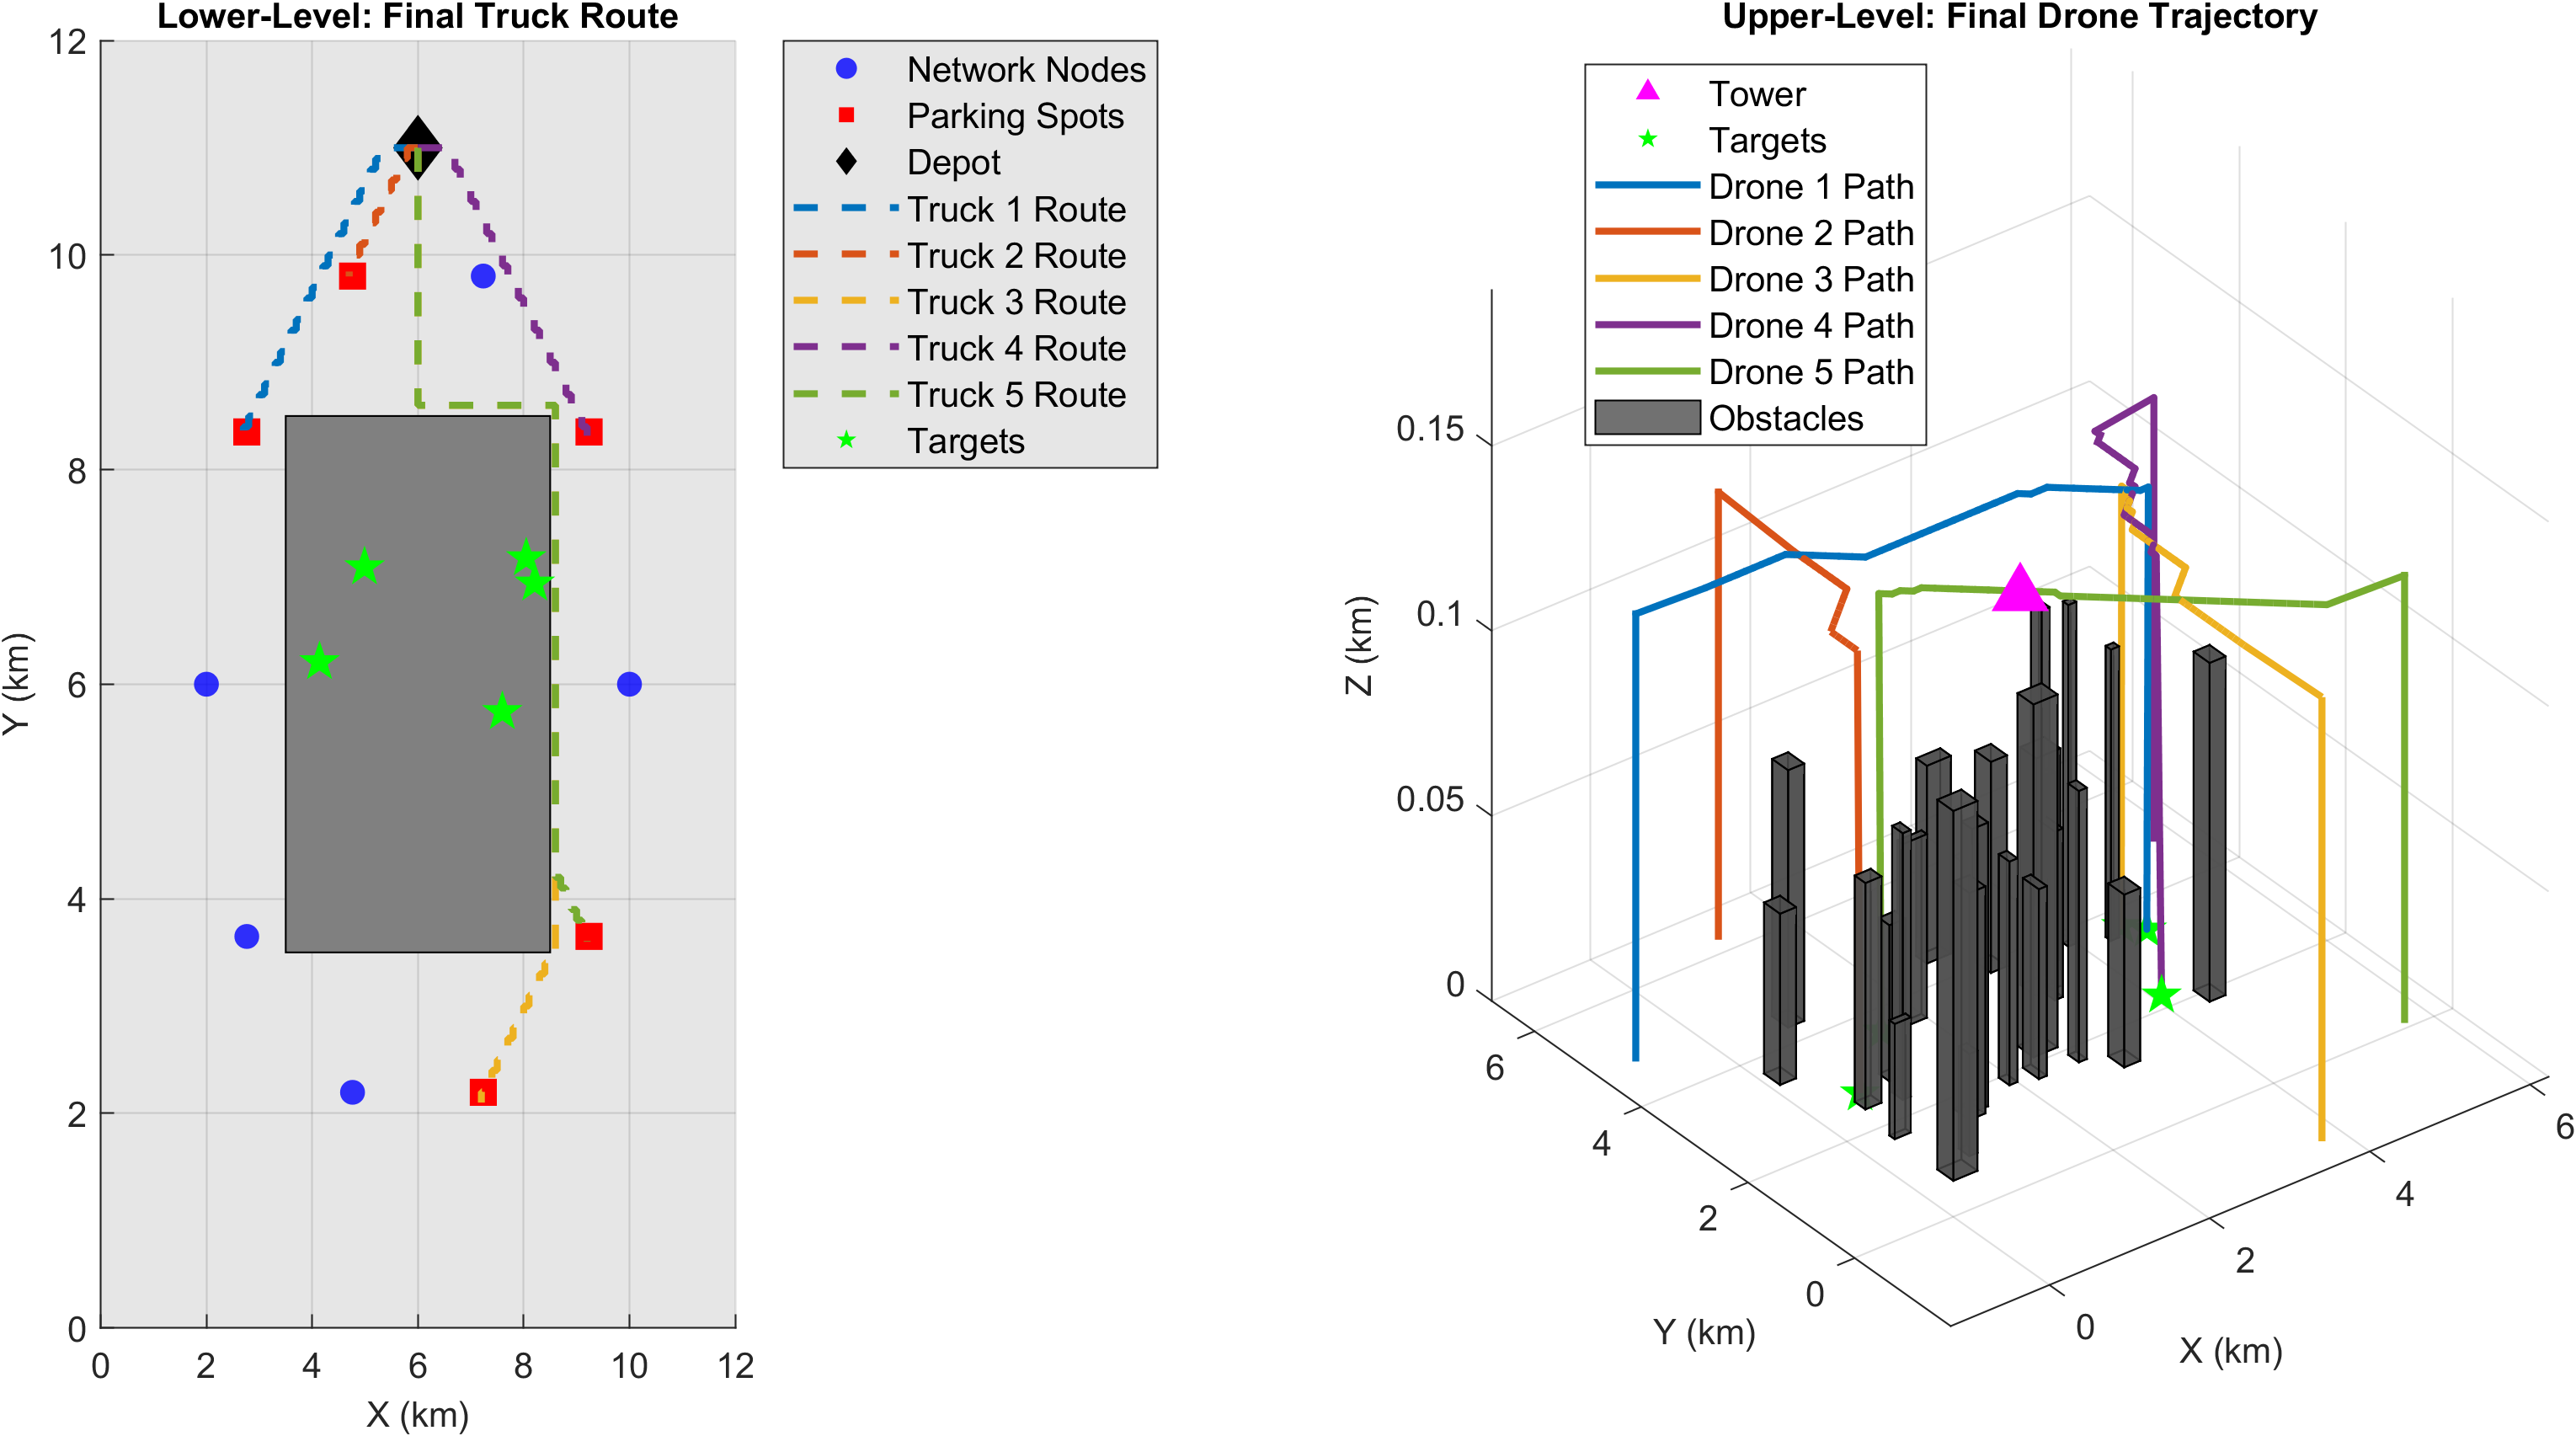 Lower-Level: Final Truck Route
12
10
8
6
4
2
0
0 2 4 6 8 10 12
X (km)
Y (km)
Network Nodes
Parking Spots
Depot
Truck 1 Route
Truck 2 Route
Truck 3 Route
Truck 4 Route
Truck 5 Route
Targets
Upper-Level: Final Drone Trajectory
Tower
Targets
Drone 1 Path
Drone 2 Path
Drone 3 Path
Drone 4 Path
Drone 5 Path
Obstacles
0.15
0.1
0.05
0
Z (km)
6
4
2
0
Y (km)
0
2
4
6
X (km)